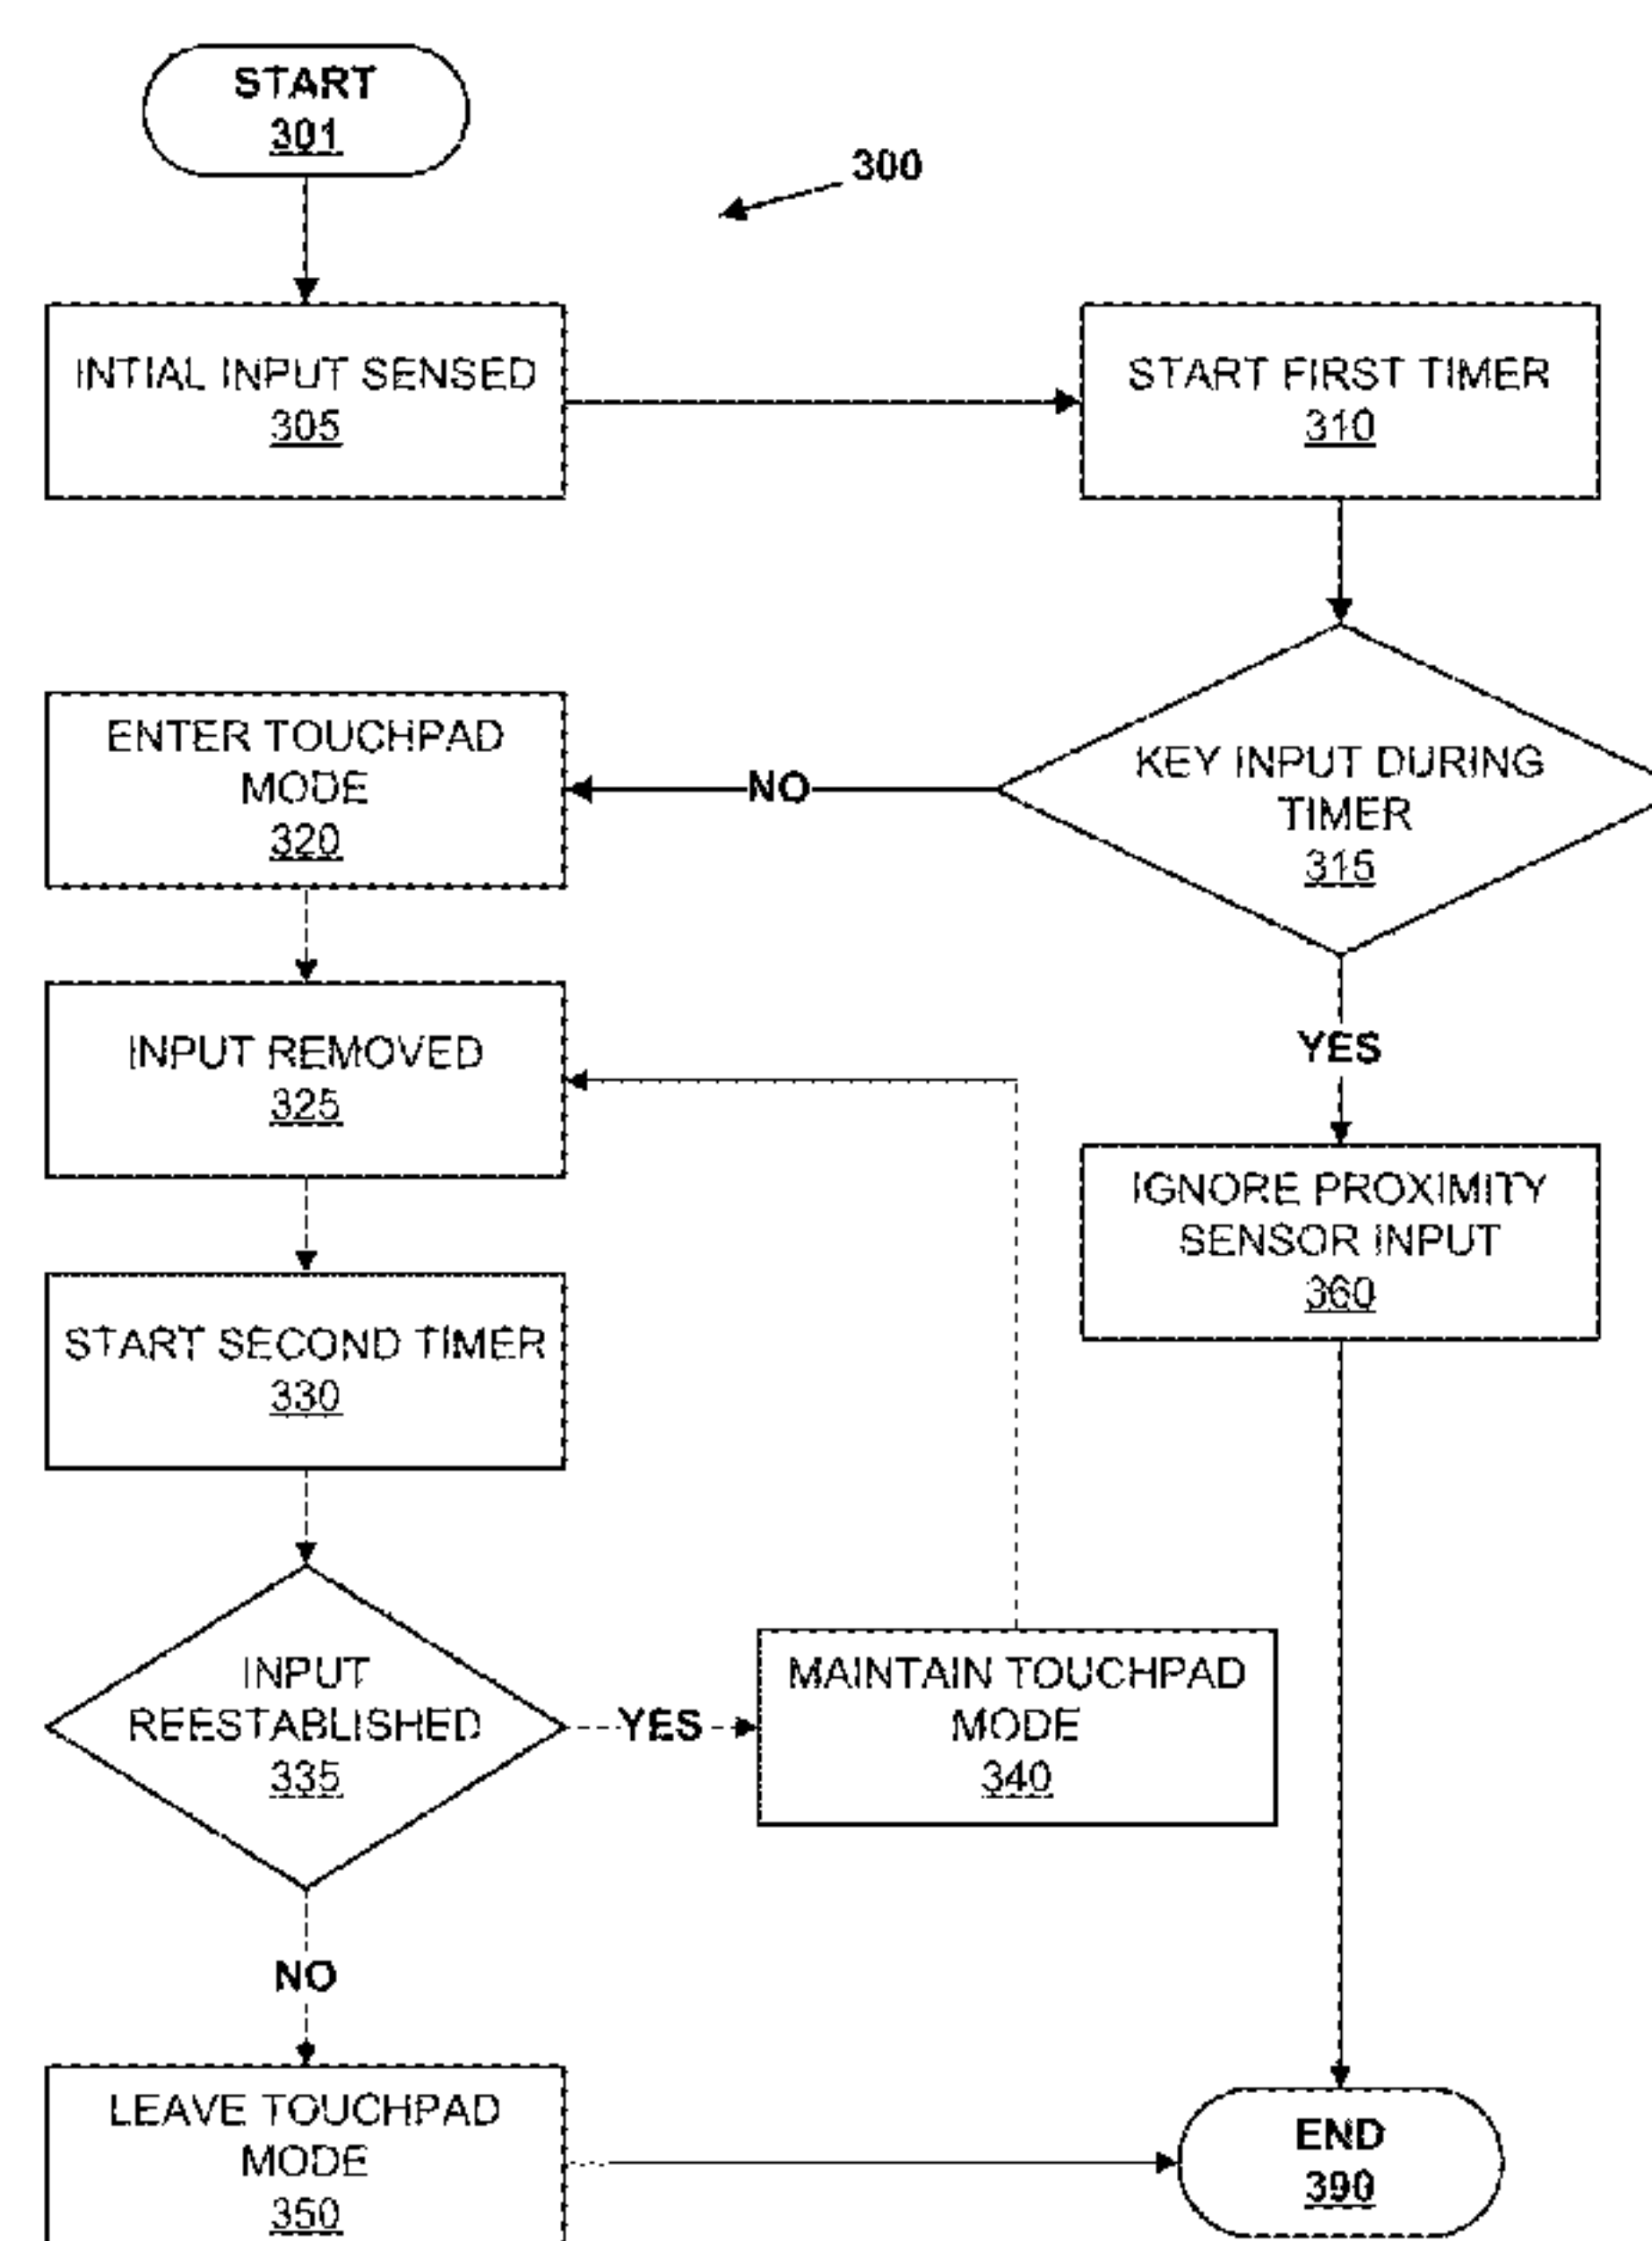 START
301
300
INTIAL INPUT SENSED
305
START FIRST TIMER
310
KEY INPUT DURING
TIMER
315
NO
ENTER TOUCHPAD
MODE
320
INPUT REMOVED
325
YES
IGNORE PROXIMITY
SENSOR INPUT
360
START SECOND TIMER
330
INPUT
REESTABLISHED
335
YES
MAINTAIN TOUCHPAD
MODE
340
NO
LEAVE TOUCHPAD
MODE
350
END
390